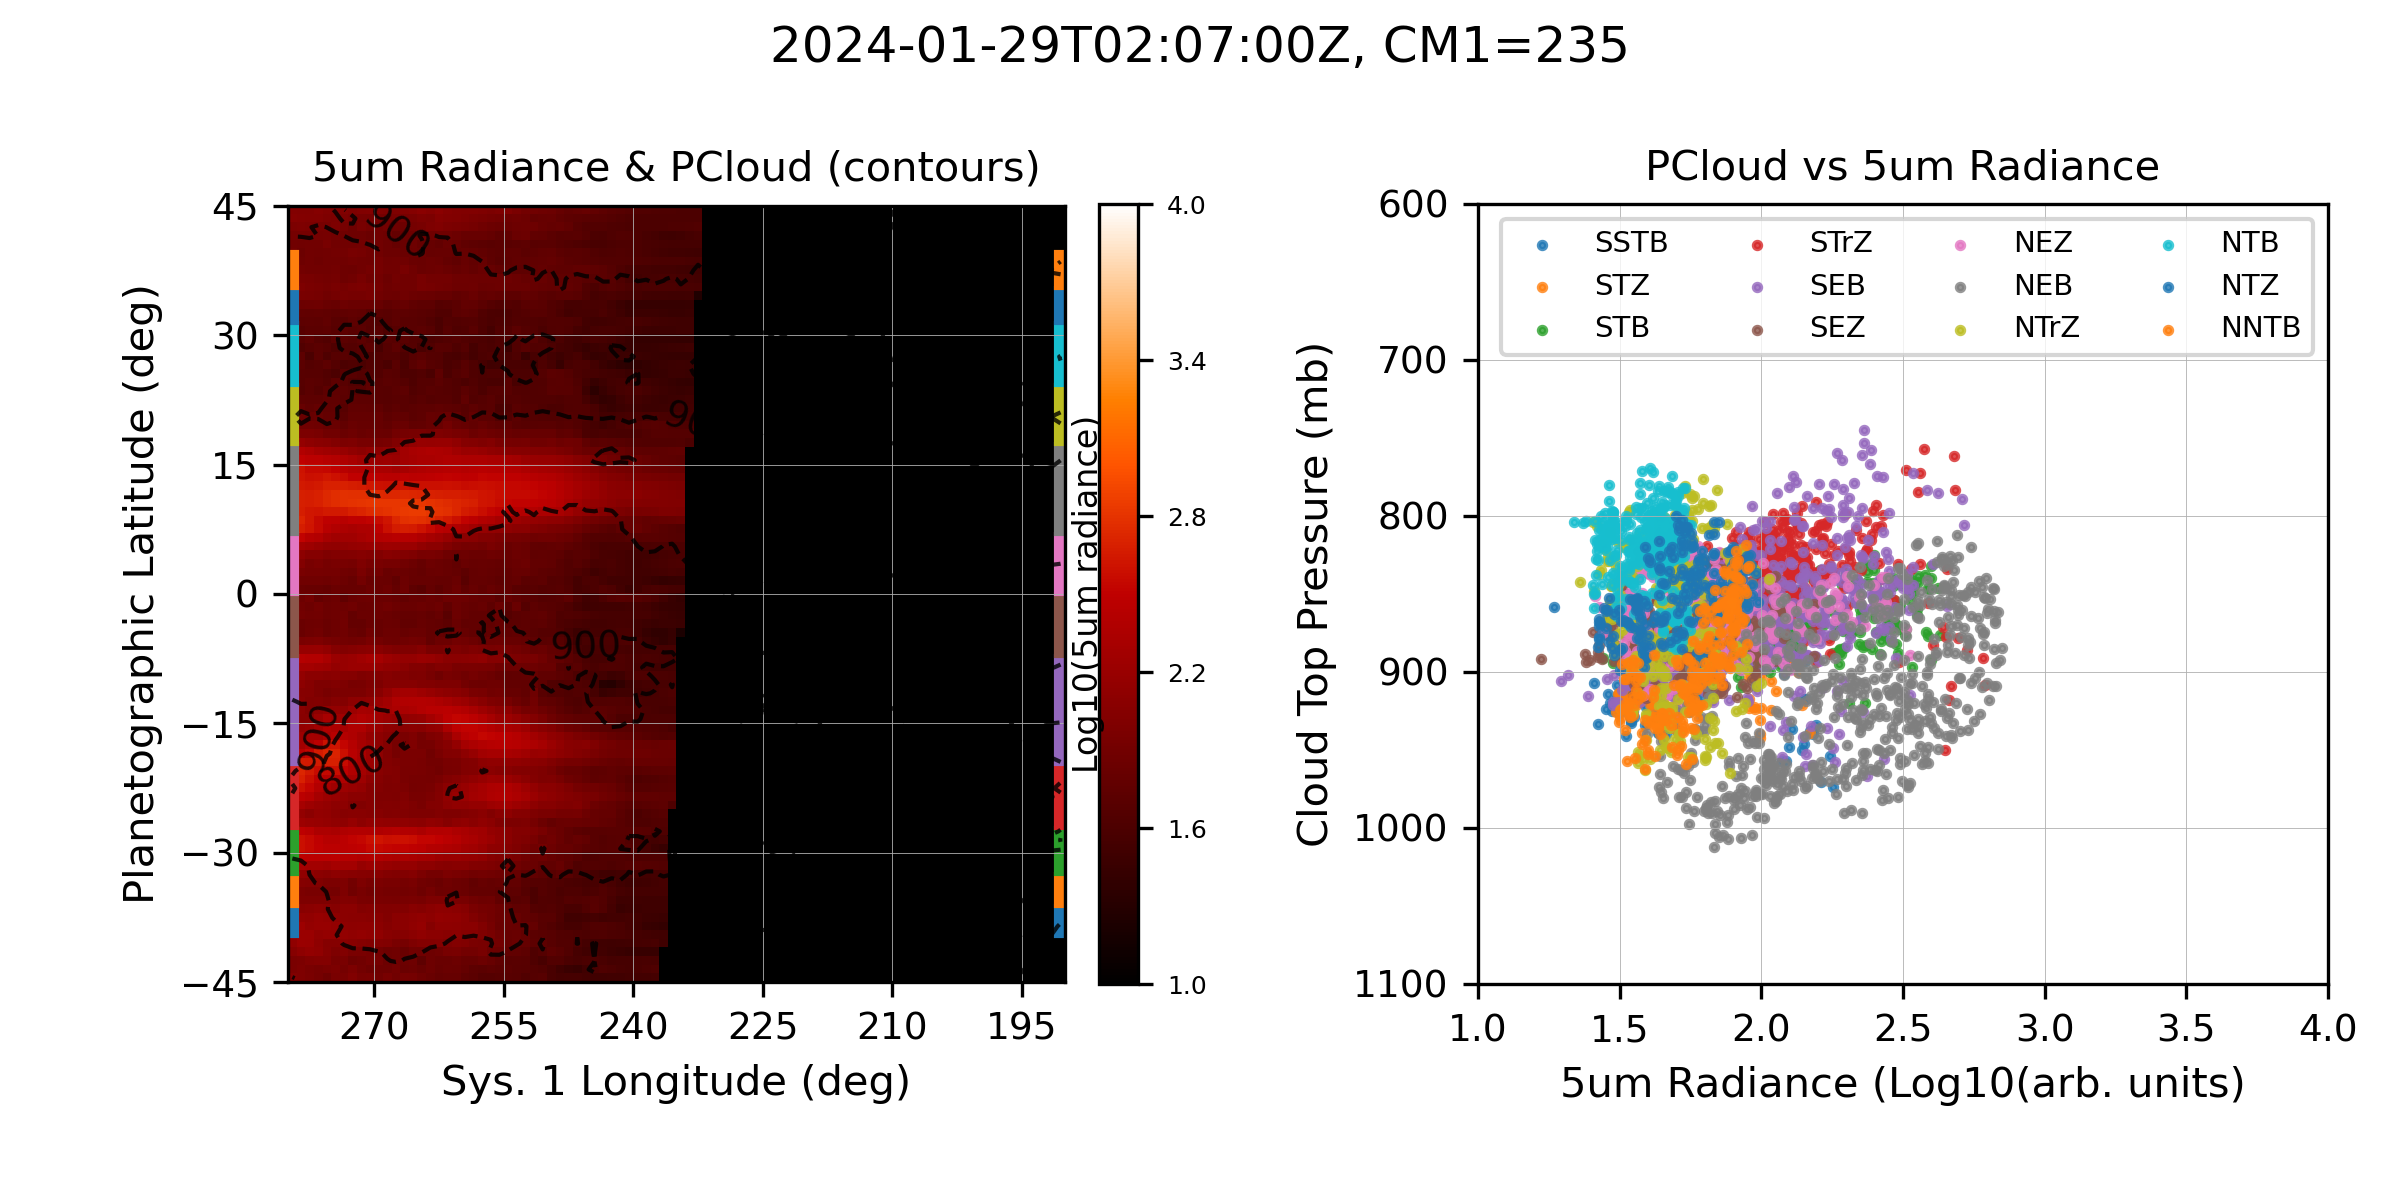 2024-01-29T02:07:00Z, CM1=235
5um Radiance & PCloud (contours)
Planetographic Latitude (deg)
45
30
15
0
−15
−30
−45
270
255
240
225
210
195
Sys. 1 Longitude (deg)
900
900
900
800
Log10(5um radiance)
4.0
3.4
2.8
2.2
1.6
1.0
PCloud vs 5um Radiance
Cloud Top Pressure (mb)
600
700
800
900
1000
1100
SSTB
STZ
STB
STrZ
SEB
SEZ
NEZ
NEB
NTrZ
NTB
NTZ
NNTB
1.0
1.5
2.0
2.5
3.0
3.5
4.0
5um Radiance (Log10(arb. units)